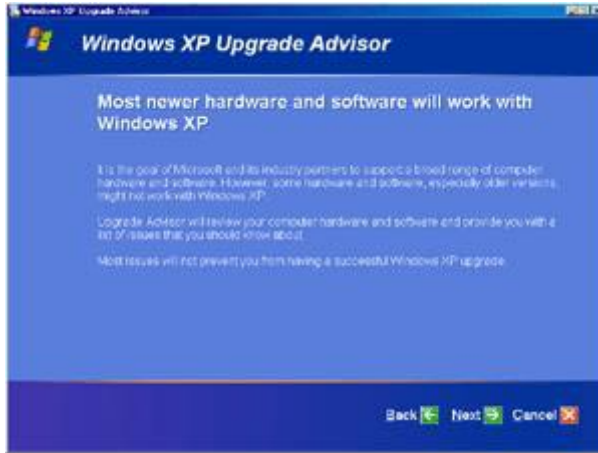 Windows XP Upgrade Advisor
Windows XP Upgrade Advisor
Most newer hardware and software will work with
Windows XP
It is the goal of Microsoft and its industry partners to support a broad range of computer
hardware and software. However, some hardware and software, especially older versions,
might not work with Windows XP.
Upgrade Advisor will review your computer hardware and software and provide you with a
list of issues that you should know about.
Most issues will not prevent you from having a successful Windows XP upgrade.
Back Next Cancel